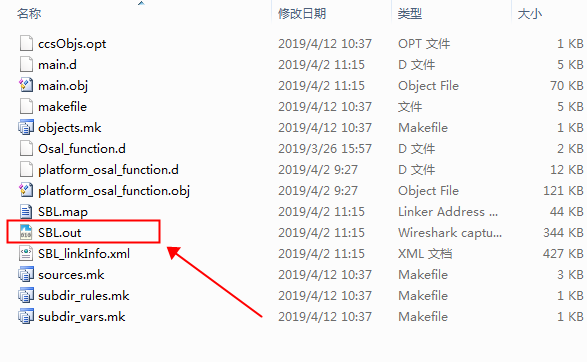 名称 修改日期 类型 大小
ccsObjs.opt 2019/4/12 10:37 OPT 文件 1 KB
main.d 2019/4/2 11:15 D 文件 5 KB
main.obj 2019/4/2 11:15 Object File 70 KB
makefile 2019/4/12 10:37 文件 5 KB
objects.mk 2019/4/12 10:37 Makefile 1 KB
Osal_function.d 2019/3/26 15:57 D 文件 2 KB
platform_osal_function.d 2019/4/2 9:27 D 文件 12 KB
platform_osal_function.obj 2019/4/2 9:27 Object File 121 KB
SBL.map 2019/4/2 11:15 Linker Address ... 44 KB
SBL.out 2019/4/2 11:15 Wireshark captu... 344 KB
SBL_linkInfo.xml 2019/4/2 11:15 XML 文档 427 KB
sources.mk 2019/4/12 10:37 Makefile 3 KB
subdir_rules.mk 2019/4/12 10:37 Makefile 3 KB
subdir_vars.mk 2019/4/12 10:37 Makefile 1 KB